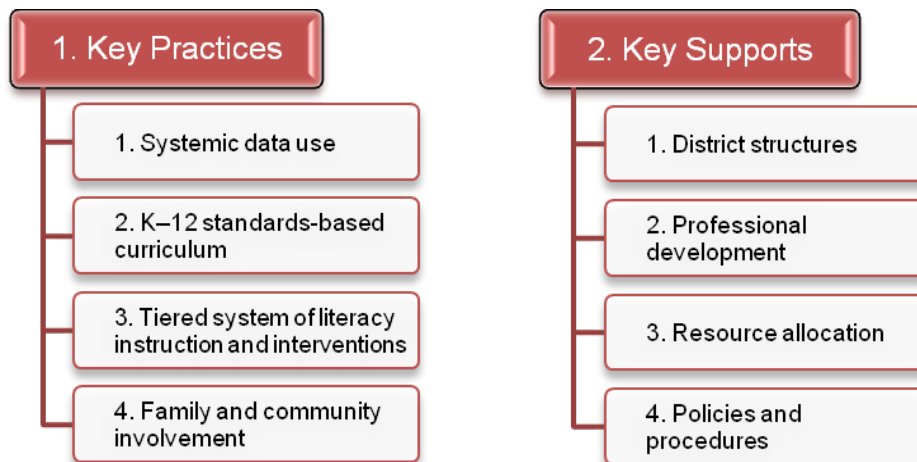 1. Key Practices
1. Systemic data use
2. K–12 standards-based
curriculum
3. Tiered system of literacy
instruction and interventions
4. Family and community
involvement
2. Key Supports
1. District structures
2. Professional
development
3. Resource allocation
4. Policies and
procedures